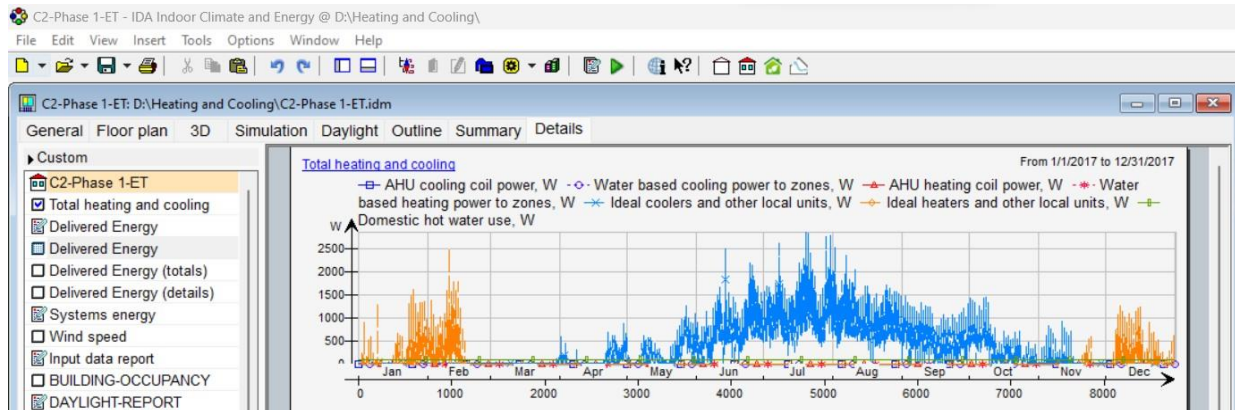 C2-Phase 1-ET - IDA Indoor Climate and Energy @ D:\Heating and Cooling\
File Edit View Insert Tools Options Window Help
C2-Phase 1-ET: D:\Heating and Cooling\C2-Phase 1-ET.idm
General Floor plan 3D Simulation Daylight Outline Summary Details
Custom
C2-Phase 1-ET
Total heating and cooling
Delivered Energy
Delivered Energy
Delivered Energy (totals)
Delivered Energy (details)
Systems energy
Wind speed
Input data report
BUILDING-OCCUPANCY
DAYLIGHT-REPORT
Total heating and cooling
From 1/1/2017 to 12/31/2017
AHU cooling coil power, W Water based cooling power to zones, W AHU heating coil power, W Water
based heating power to zones, W Ideal coolers and other local units, W Ideal heaters and other local units, W
Domestic hot water use, W
W
2500
2000
1500
1000
500
Jan Feb Mar Apr May Jun Jul Aug Sep Oct Nov Dec
0 1000 2000 3000 4000 5000 6000 7000 8000